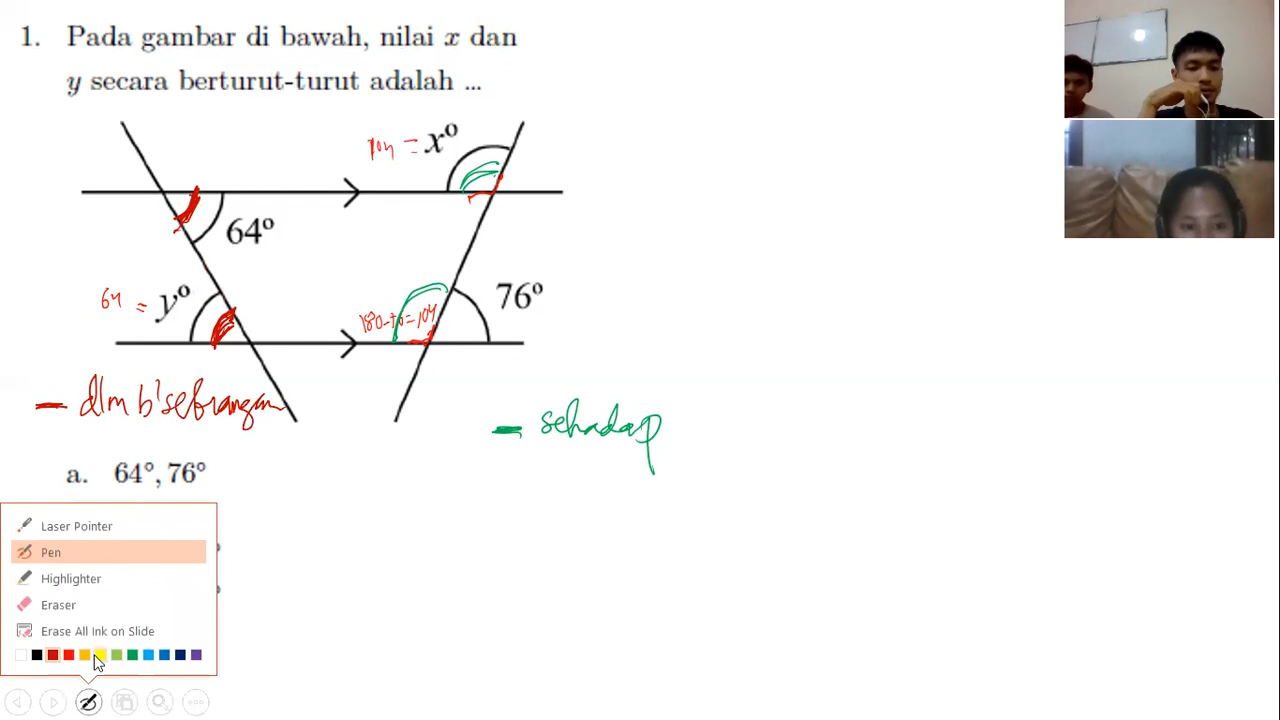 1. Pada gambar di bawah, nilai x dan
y secara berturut-turut adalah ...
104 = x°
64°
64 = y°
180-76=104
76°
- dlm b'sebrangan
- sehadap
a. 64°, 76°
Laser Pointer
Pen
Highlighter
Eraser
Erase All Ink on Slide